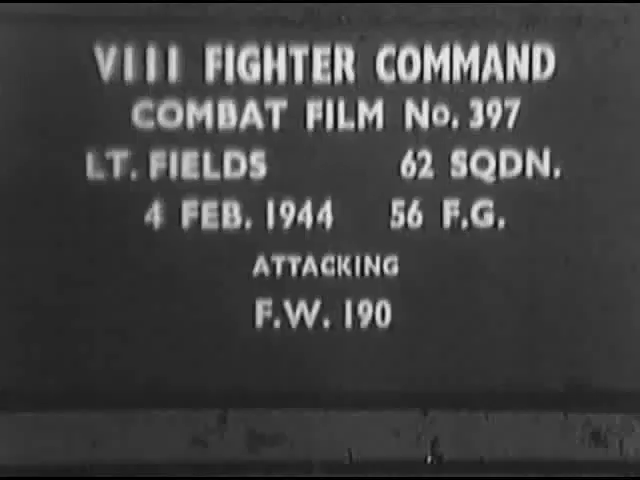 VIII FIGHTER COMMAND
COMBAT FILM No. 397
LT. FIELDS 62 SQDN.
4 FEB. 1944 56 F.G.
ATTACKING
F.W. 190